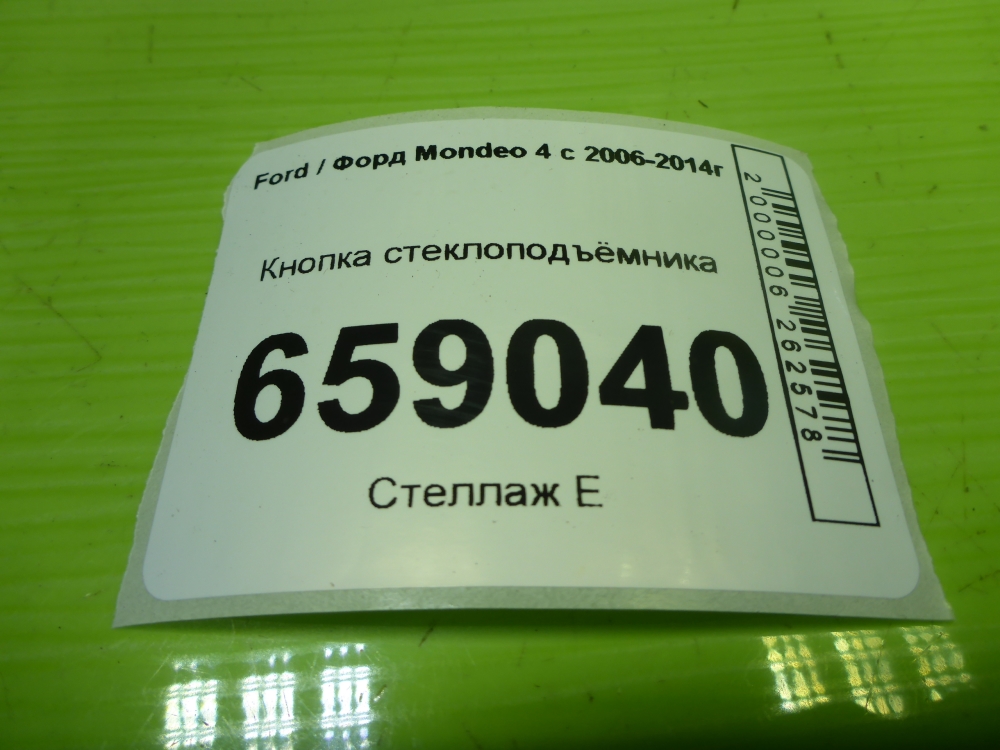 Ford / Форд Mondeo 4 с 2006-2014г
Кнопка стеклоподъёмника
659040
Стеллаж Е
2000006262578